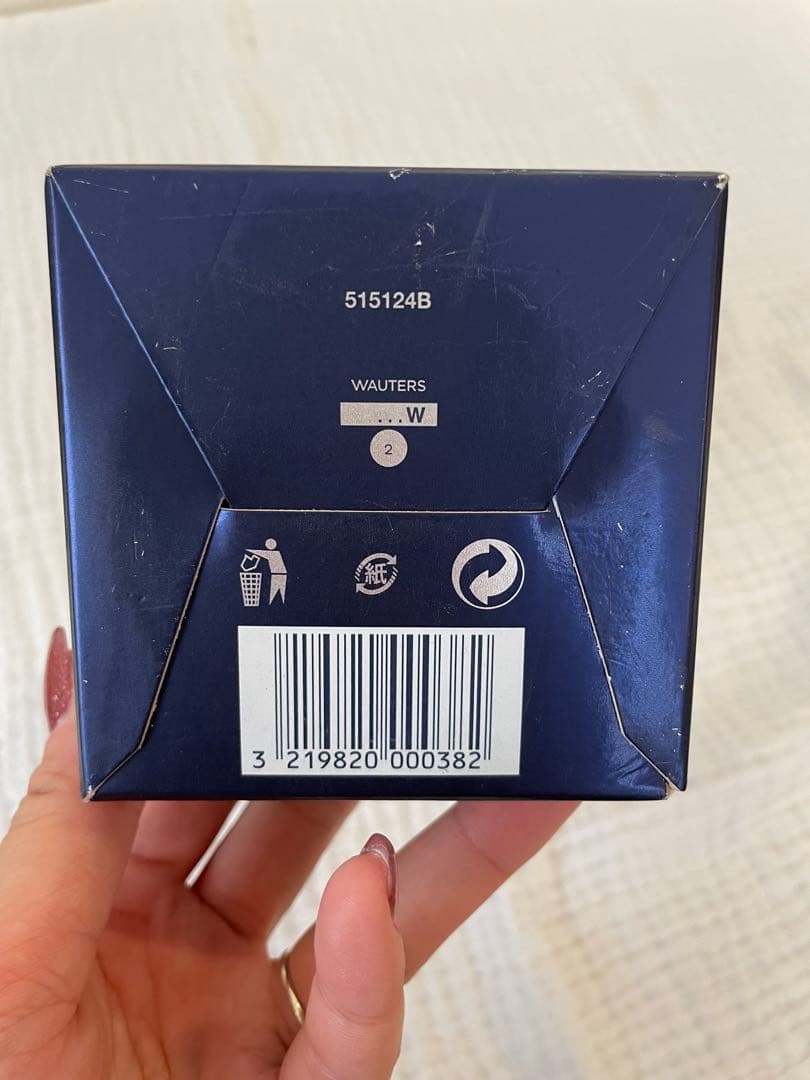 515124B
WAUTERS
...W
2
紙
3 219820 000382